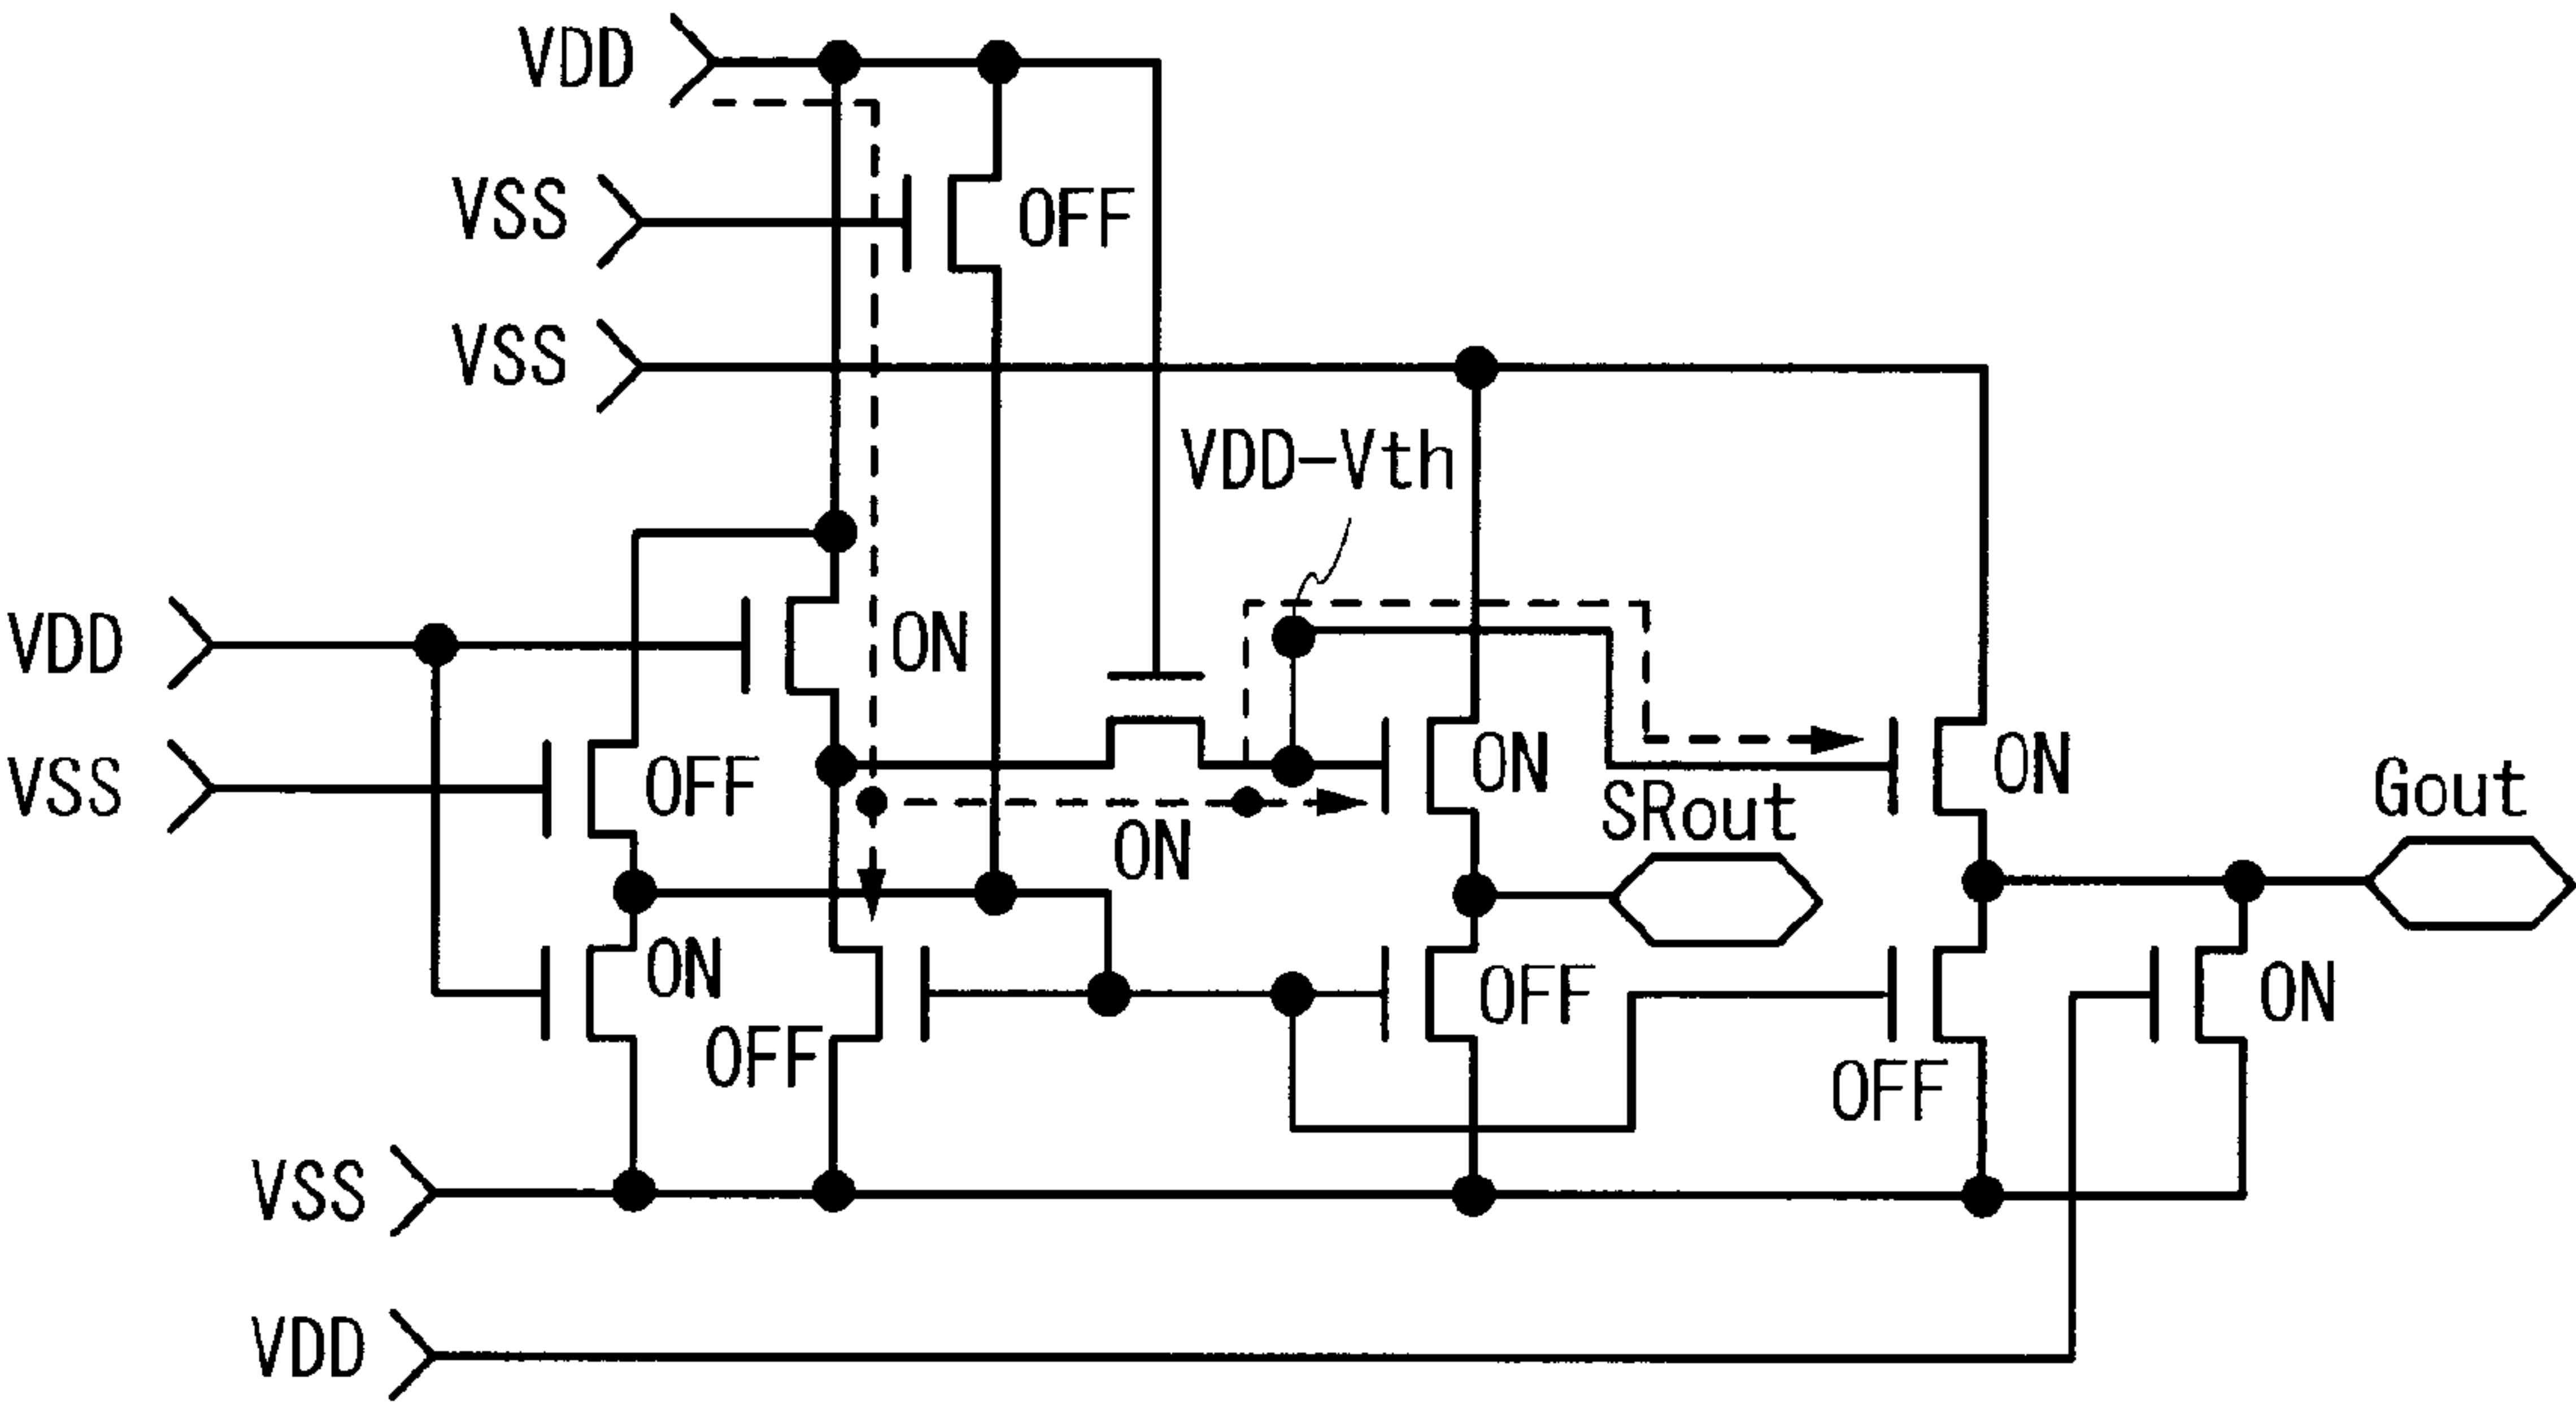 VDD
VSS
OFF
VSS
VDD-Vth
VDD
ON
VSS
OFF
ON
ON
SRout
Gout
ON
ON
OFF
OFF
ON
OFF
VSS
VDD